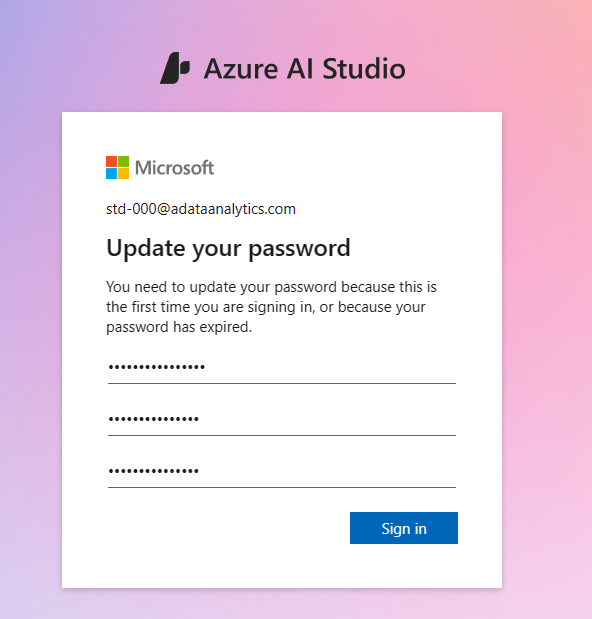 Azure AI Studio
Microsoft
std-000@adataanalytics.com
Update your password
You need to update your password because this is
the first time you are signing in, or because your
password has expired.
••••••••••••••••
•••••••••••••••
•••••••••••••••
Sign in